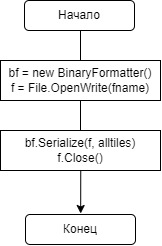 Начало
bf = new BinaryFormatter()
f = File.OpenWrite(fname)
bf.Serialize(f, alltiles)
f.Close()
Конец